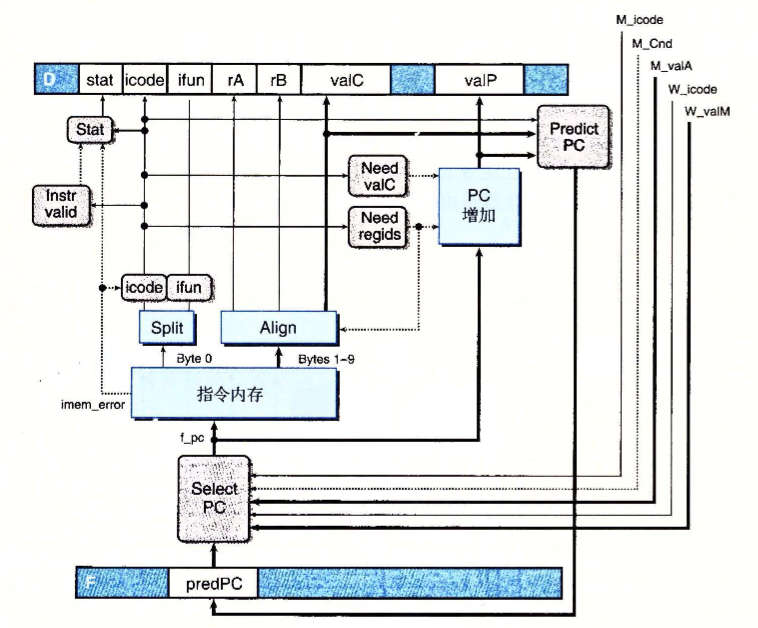 M_icode
M_Cnd
M_valA
W_icode
W_valM
D stat icode ifun rA rB valC valP
Stat
Predict
PC
Need
valC
PC
增加
Instr
valid
Need
regids
icode ifun
Split
Align
Byte 0
Bytes 1–9
指令内存
imem_error
f_pc
Select
PC
F predPC